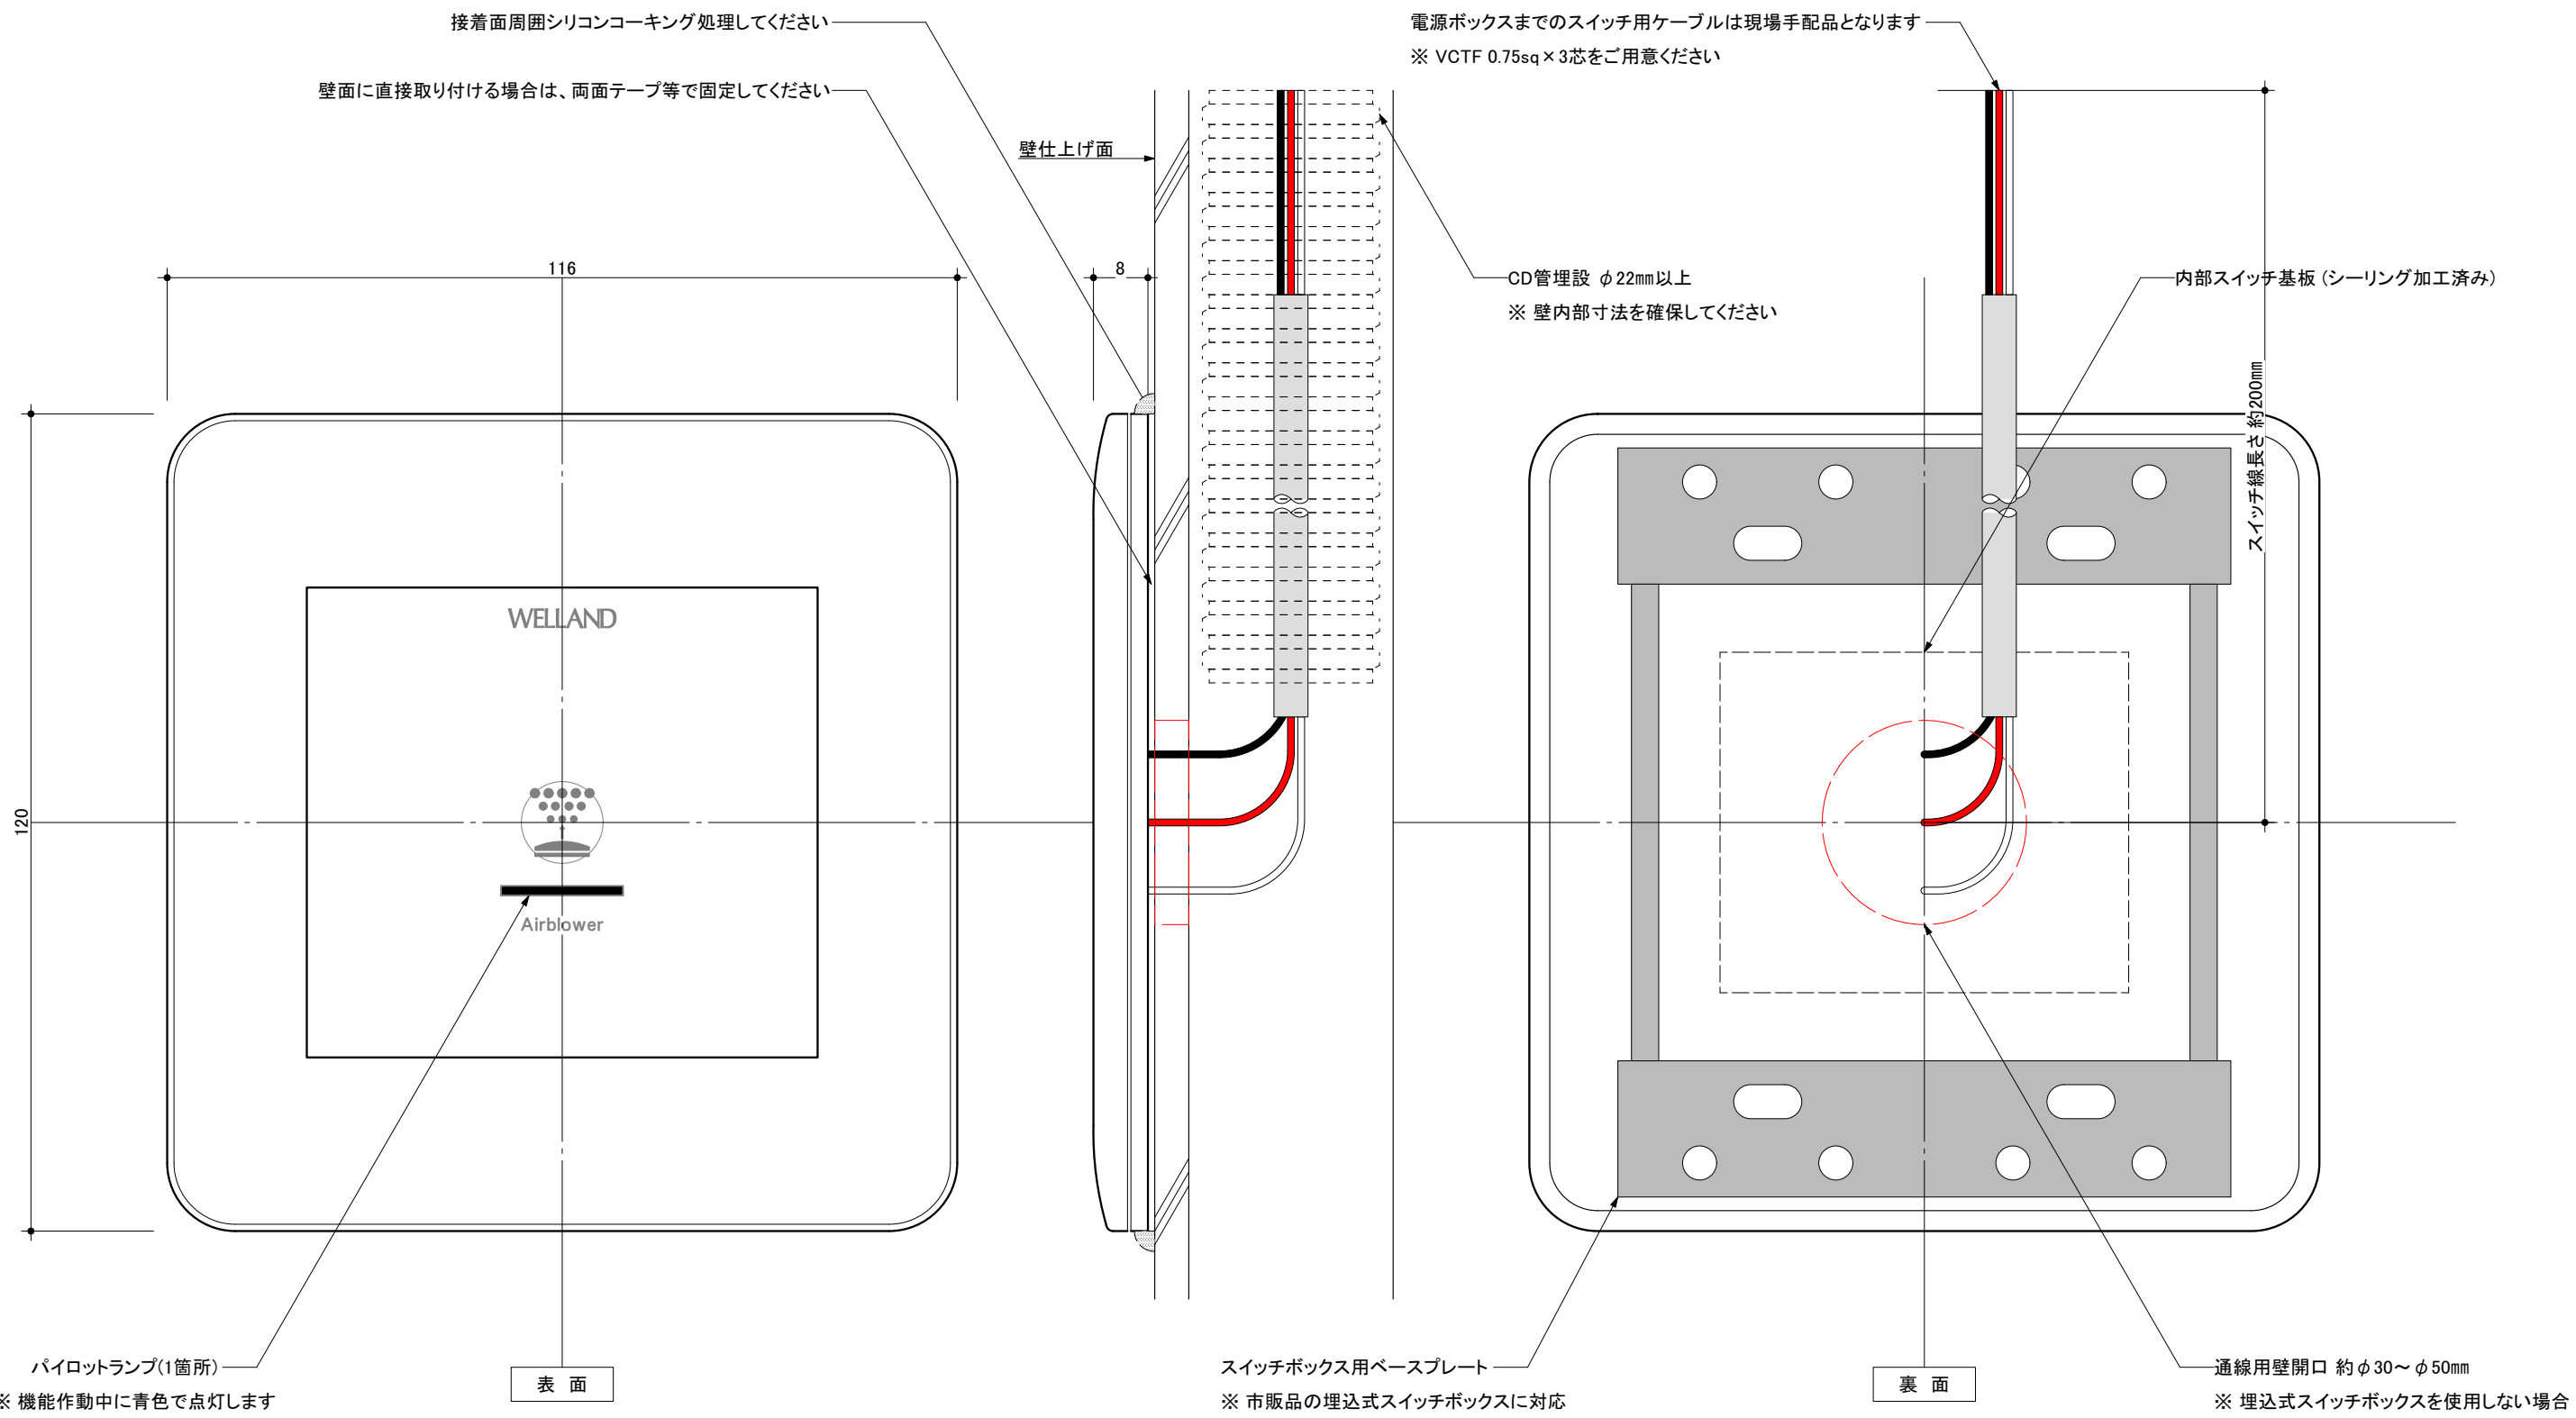 接着面周囲シリコンコーキング処理してください
電源ボックスまでのスイッチ用ケーブルは現場手配品となります
※ VCTF 0.75sq×3芯をご用意ください
壁面に直接取り付ける場合は、両面テープ等で固定してください
壁仕上げ面
116
8
CD管埋設 φ22mm以上
※ 壁内部寸法を確保してください
内部スイッチ基板 (シーリング加工済み)
スイッチ線長さ 約200mm
WELLAND
120
Airblower
パイロットランプ(1箇所)
※ 機能作動中に青色で点灯します
表 面
スイッチボックス用ベースプレート
※ 市販品の埋込式スイッチボックスに対応
裏 面
通線用壁開口 約φ30～φ50mm
※ 埋込式スイッチボックスを使用しない場合